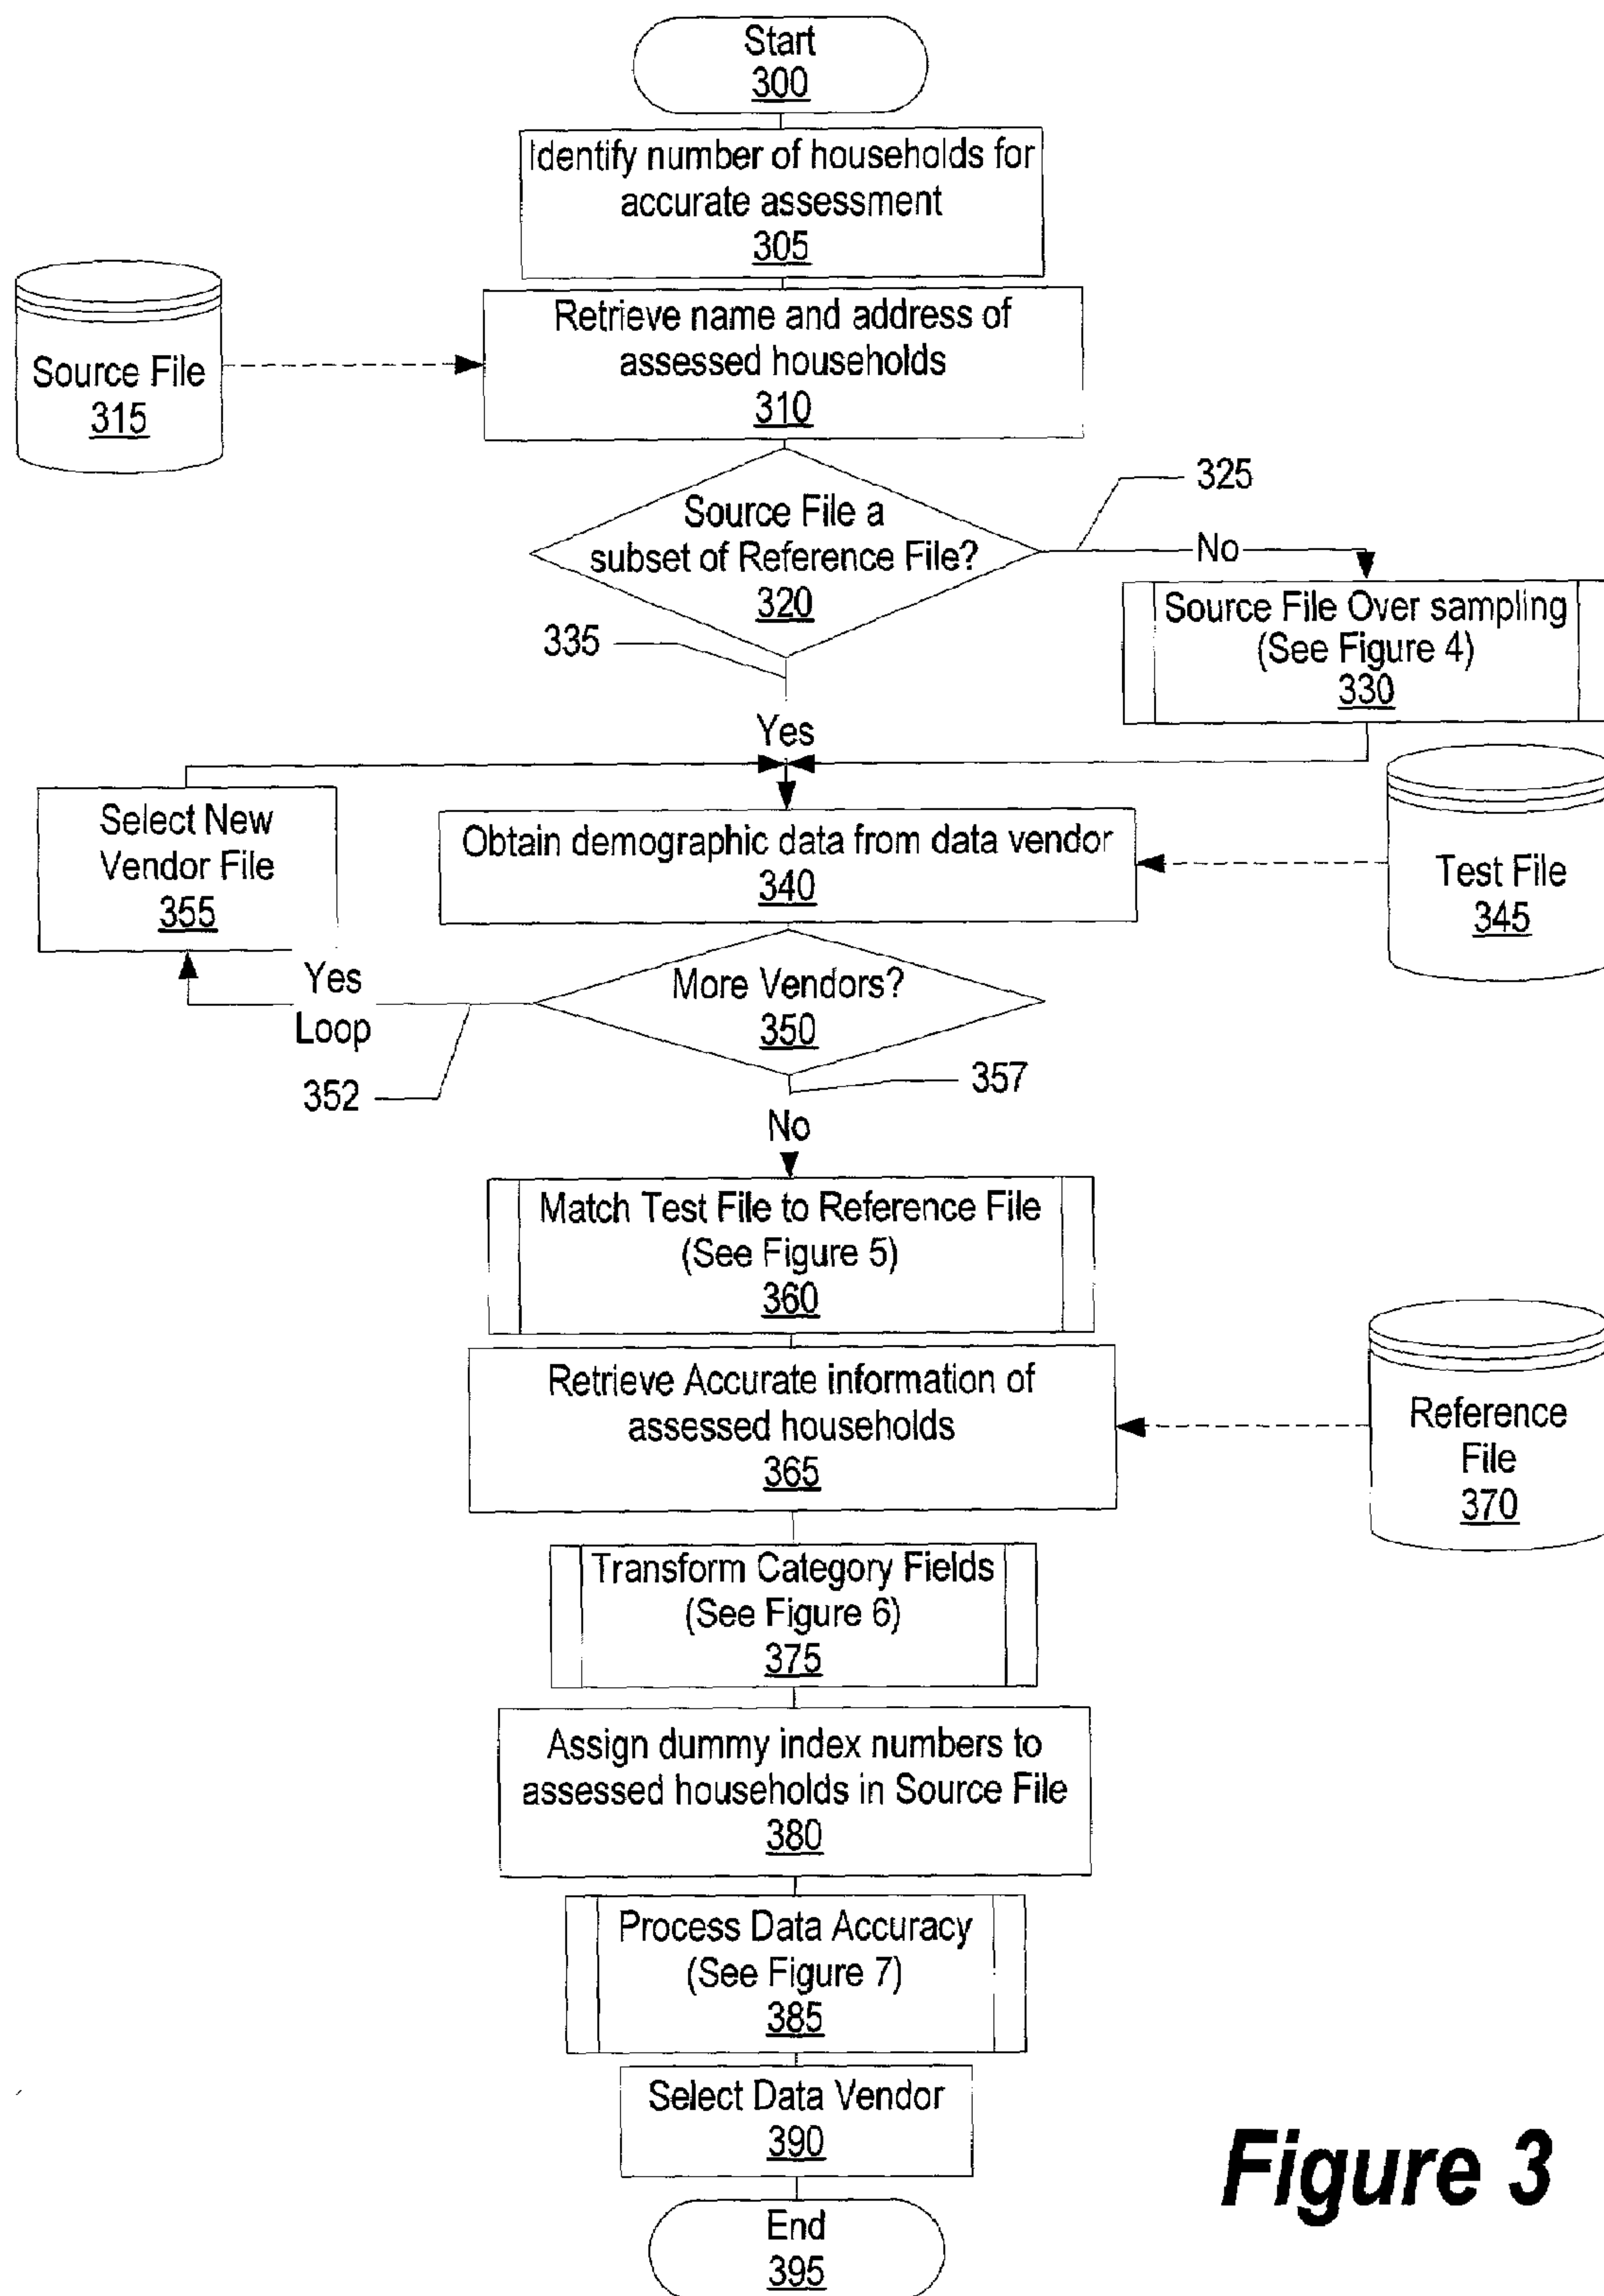 Start
300
Identify number of households for
accurate assessment
305
Retrieve name and address of
assessed households
310
Source File
315
Source File a
subset of Reference File?
320
325
No
Source File Over sampling
(See Figure 4)
330
335
Yes
Select New
Vendor File
355
Obtain demographic data from data vendor
340
Test File
345
More Vendors?
350
Yes
Loop
352
357
No
Match Test File to Reference File
(See Figure 5)
360
Retrieve Accurate information of
assessed households
365
Reference
File
370
Transform Category Fields
(See Figure 6)
375
Assign dummy index numbers to
assessed households in Source File
380
Process Data Accuracy
(See Figure 7)
385
Select Data Vendor
390
End
395
Figure 3